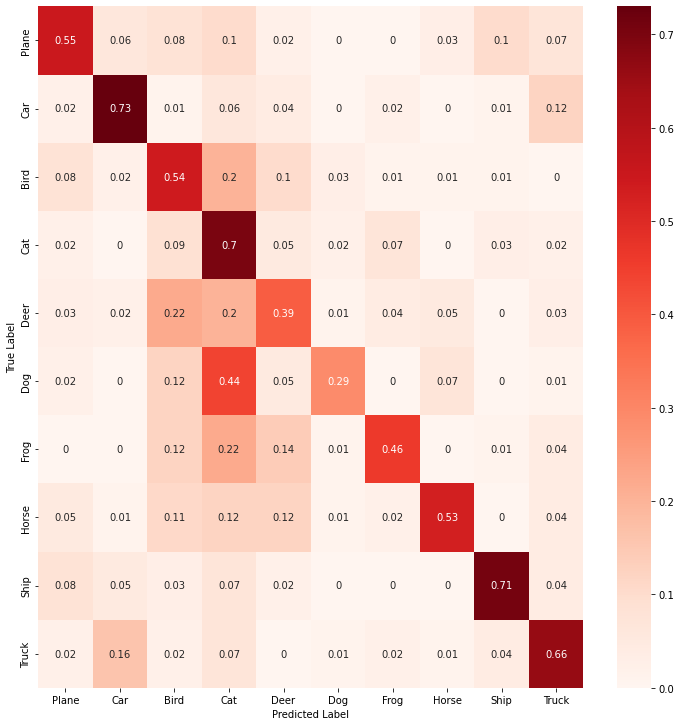 Plane 0.55 0.06 0.08 0.1 0.02 0 0 0.03 0.1 0.07
Car 0.02 0.73 0.01 0.06 0.04 0 0.02 0 0.01 0.12
Bird 0.08 0.02 0.54 0.2 0.1 0.03 0.01 0.01 0.01 0
Cat 0.02 0 0.09 0.7 0.05 0.02 0.07 0 0.03 0.02
Deer 0.03 0.02 0.22 0.2 0.39 0.01 0.04 0.05 0 0.03
Dog 0.02 0 0.12 0.44 0.05 0.29 0 0.07 0 0.01
Frog 0 0 0.12 0.22 0.14 0.01 0.46 0 0.01 0.04
Horse 0.05 0.01 0.11 0.12 0.12 0.01 0.02 0.53 0 0.04
Ship 0.08 0.05 0.03 0.07 0.02 0 0 0 0.71 0.04
Truck 0.02 0.16 0.02 0.07 0 0.01 0.02 0.01 0.04 0.66
Plane Car Bird Cat Deer Dog Frog Horse Ship Truck
Predicted Label
True Label
0.7
0.6
0.5
0.4
0.3
0.2
0.1
0.0